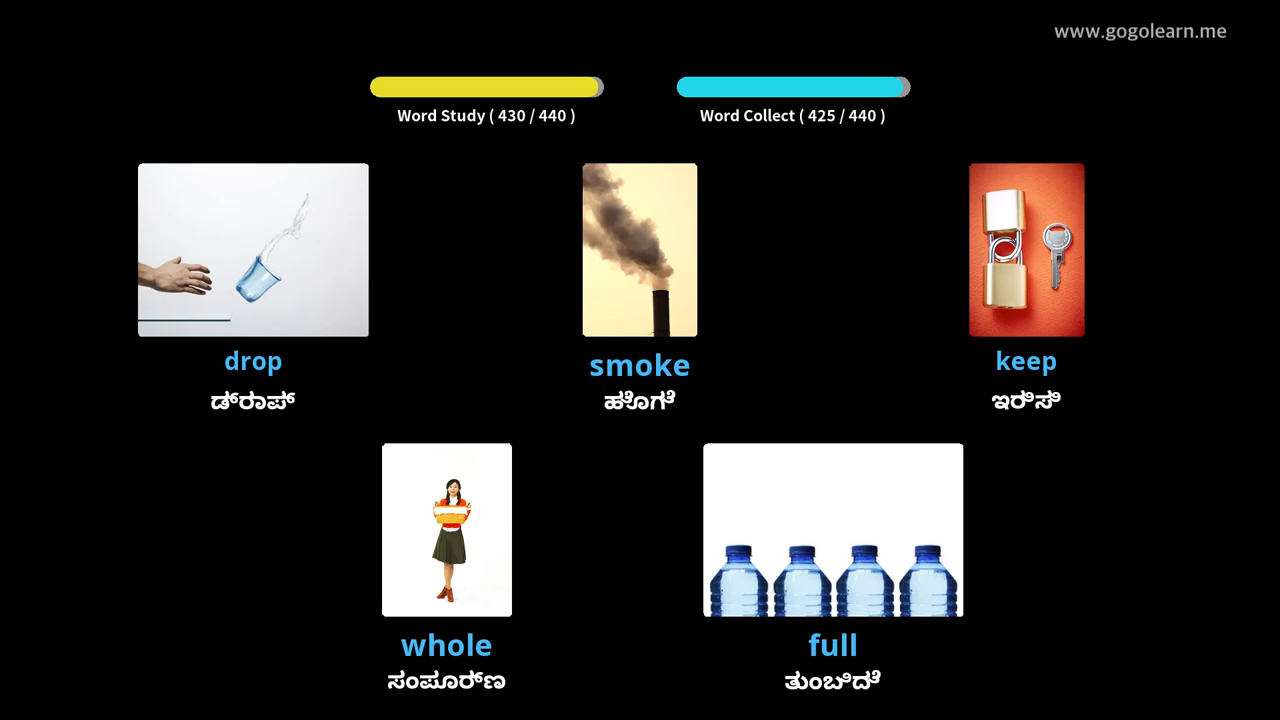 www.gogolearn.me
Word Study ( 430 / 440 )
Word Collect ( 425 / 440 )
drop
smoke
keep
ಡ್ರಾಪ್
ಹೊಗೆ
ಇರಿಸಿ
whole
full
ಸಂಪೂರ್ಣ
ತುಂಬಿದೆ